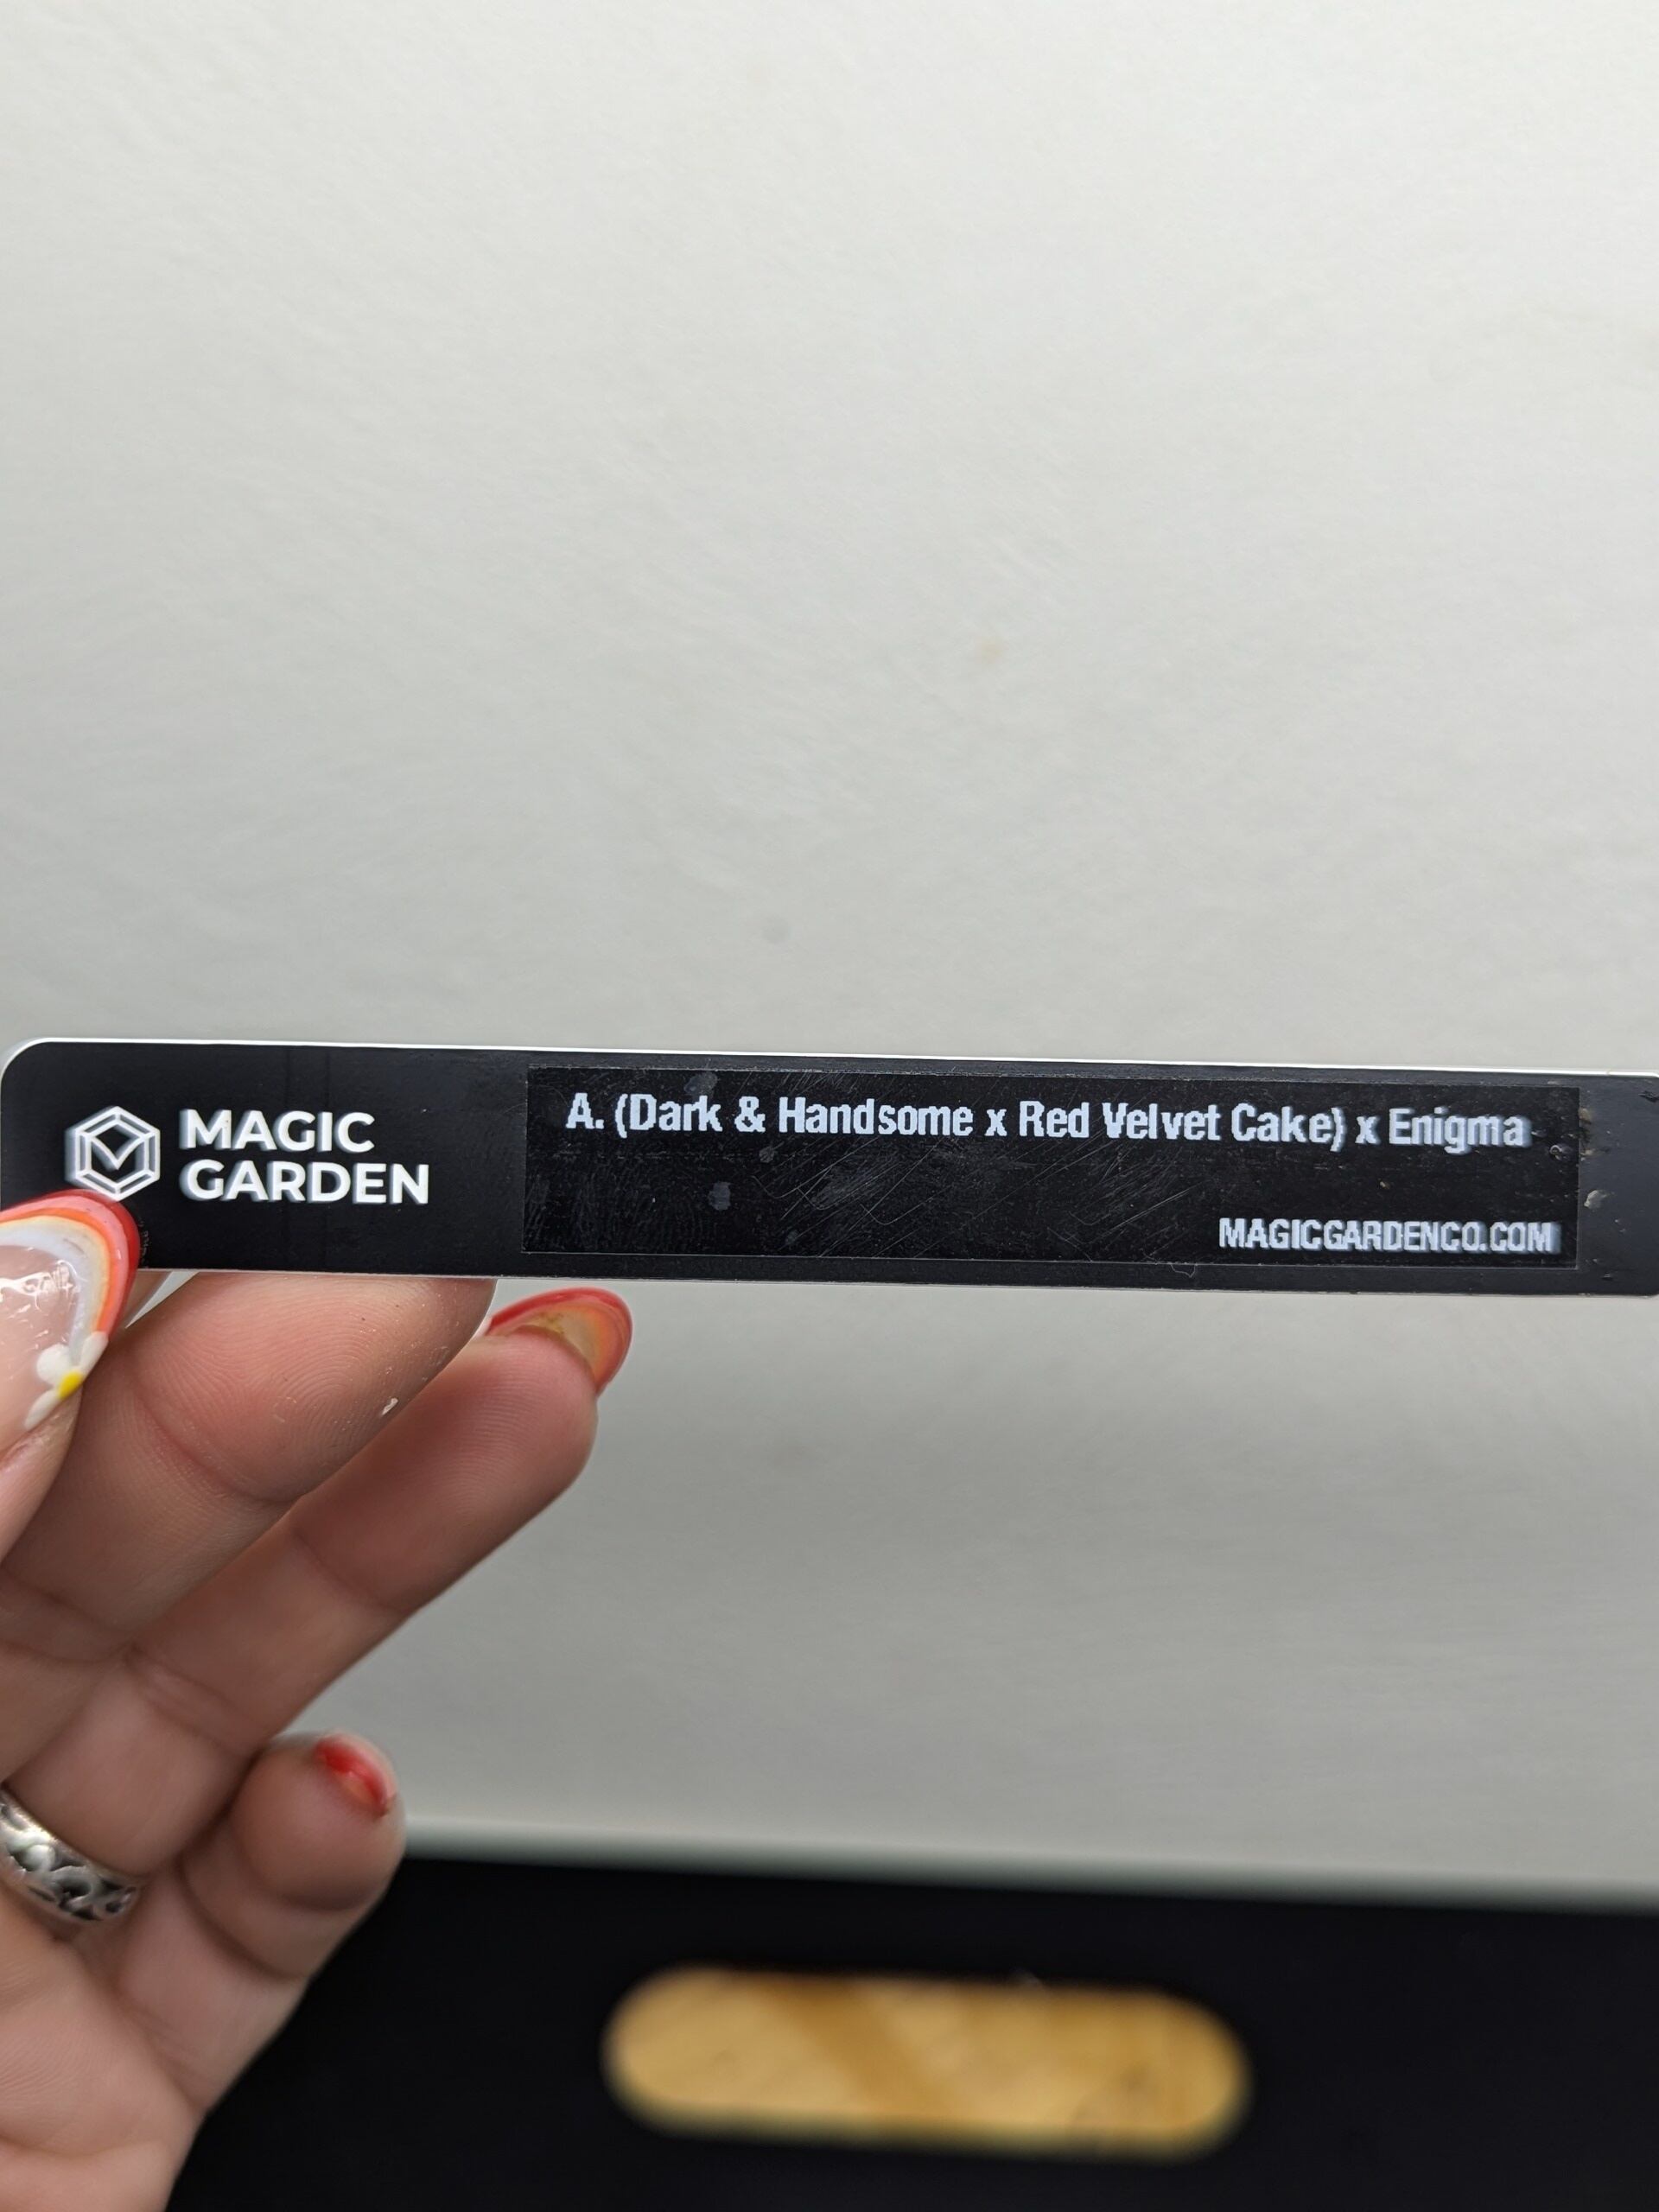 MAGIC
GARDEN
A. (Dark & Handsome x Red Velvet Cake) x Enigma
MAGICGARDENCO.COM